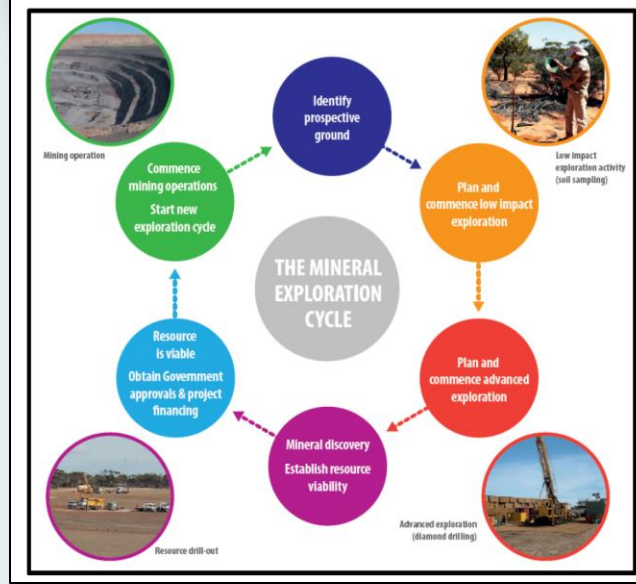 Identify
prospective
ground
Mining operation
Low impact
exploration activity
(soil sampling)
Commence
mining operations
Start new
exploration cycle
Plan and
commence low impact
exploration
THE MINERAL
EXPLORATION
CYCLE
Resource
is viable
Obtain Government
approvals & project
financing
Plan and
commence advanced
exploration
Mineral discovery
Establish resource
viability
Resource drill-out
Advanced exploration
(diamond drilling)